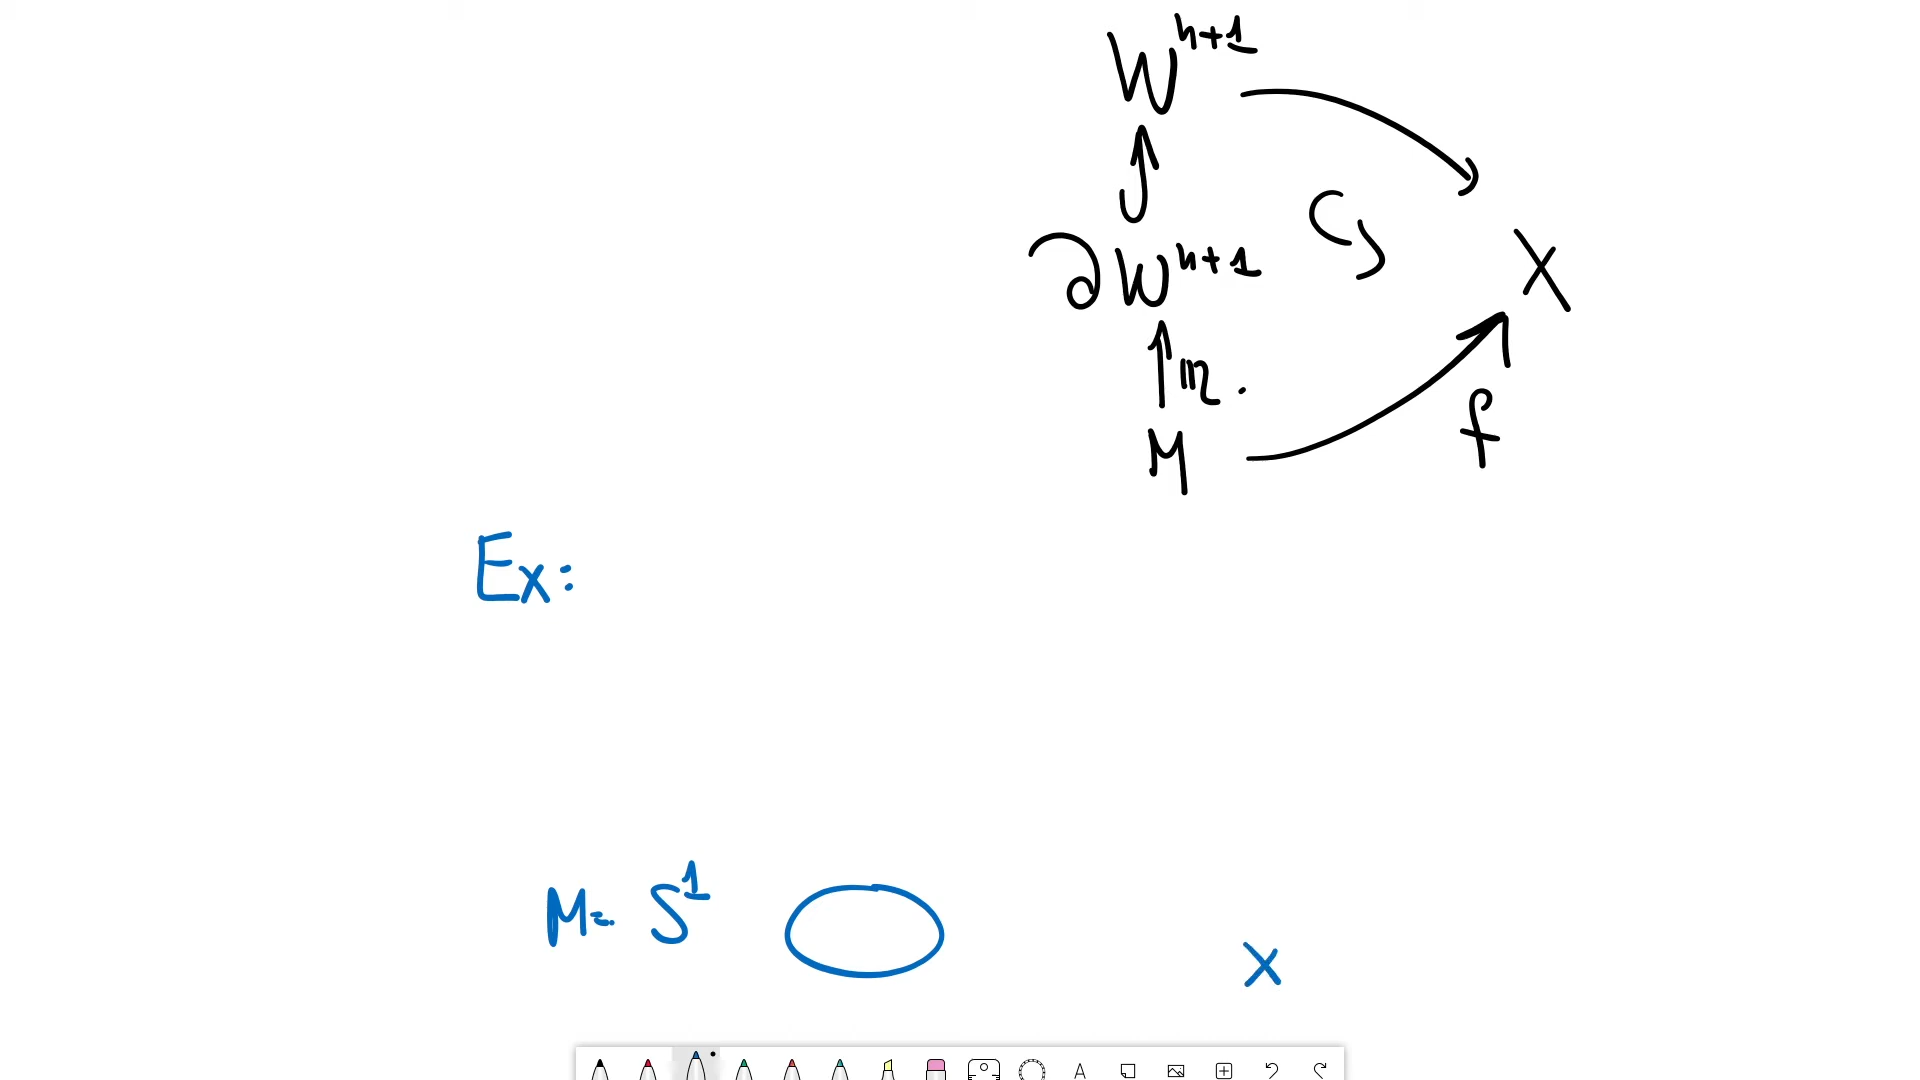 W^{n+1}
∂W^{n+1} X
≅
M f
Ex:
M = S^1 X